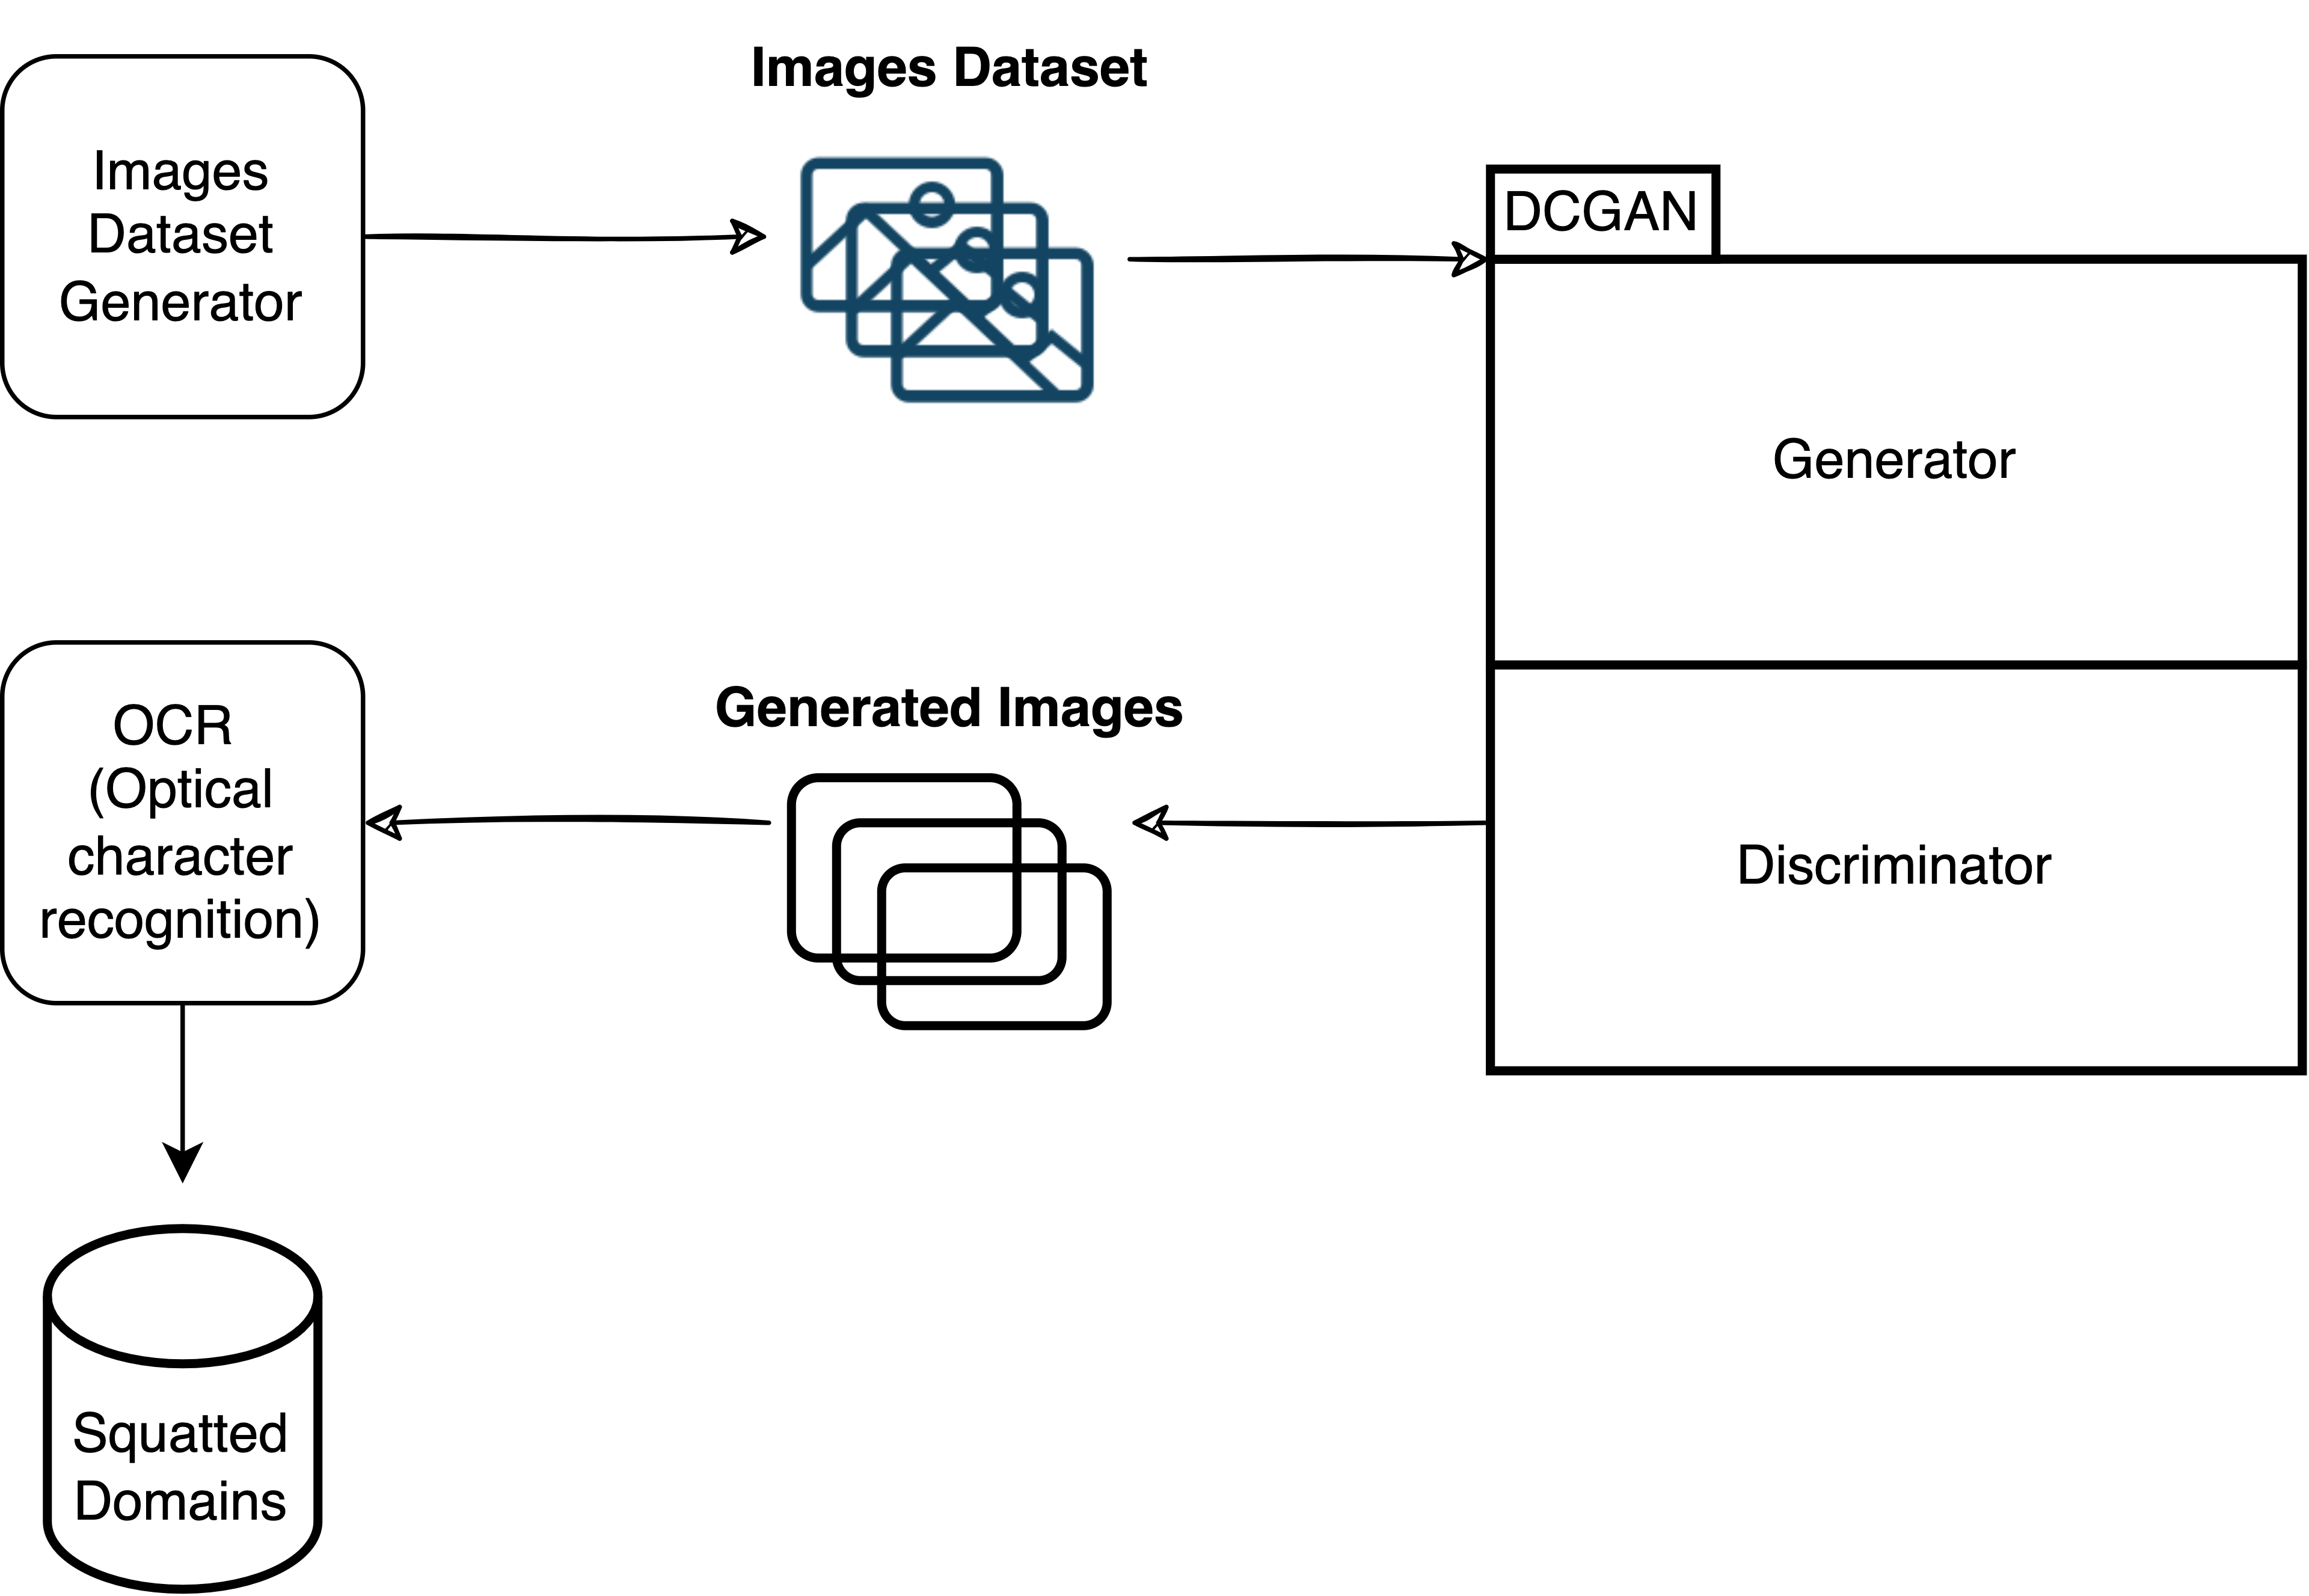 Images Dataset
Images
Dataset
Generator
DCGAN
Generator
Generated Images
OCR
(Optical
character
recognition)
Discriminator
Squatted
Domains